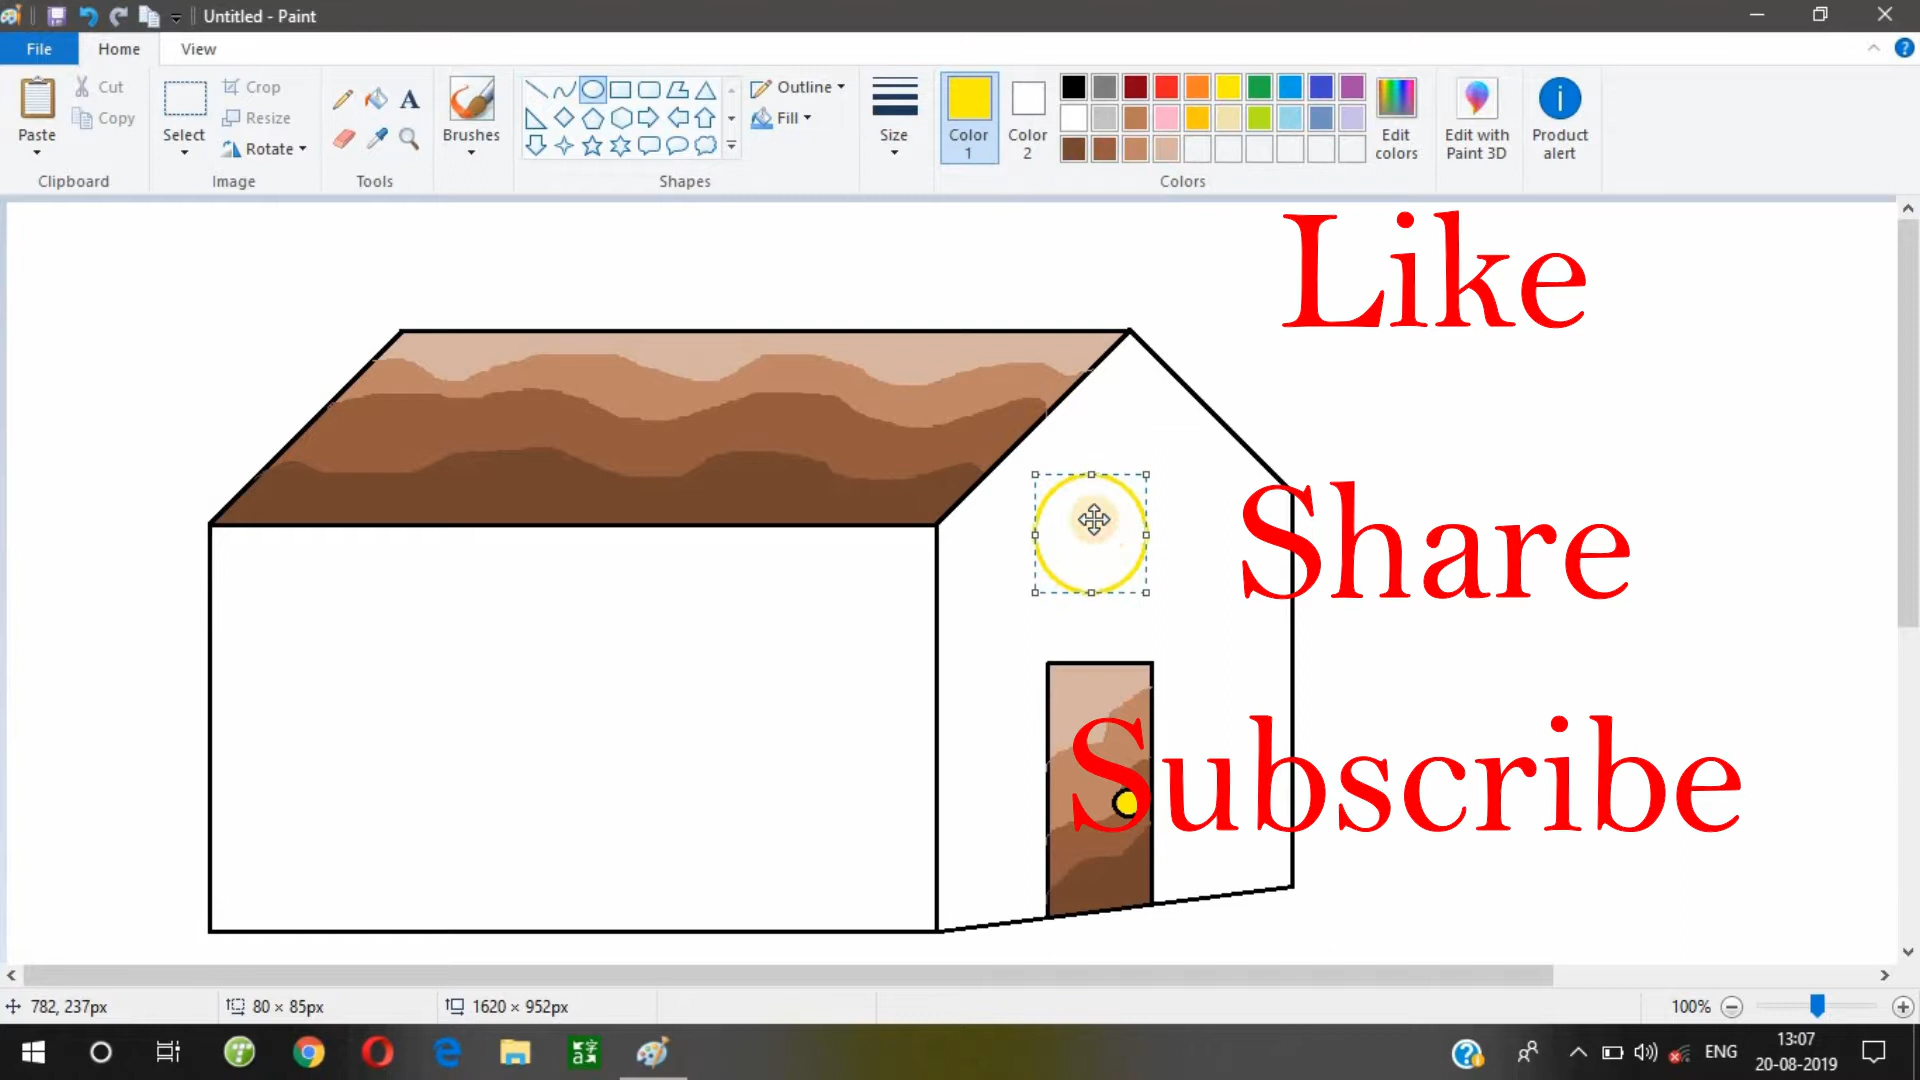 Untitled - Paint
File Home View
Paste Cut Copy Clipboard
Select Crop Resize Rotate Image
Tools
Brushes
Outline Fill Shapes
Size
Color 1 Color 2 Edit colors Colors
Edit with Paint 3D
Product alert
Like
Share
Subscribe
782, 237px 80 × 85px 1620 × 952px 100%
ENG 13:07
20-08-2019